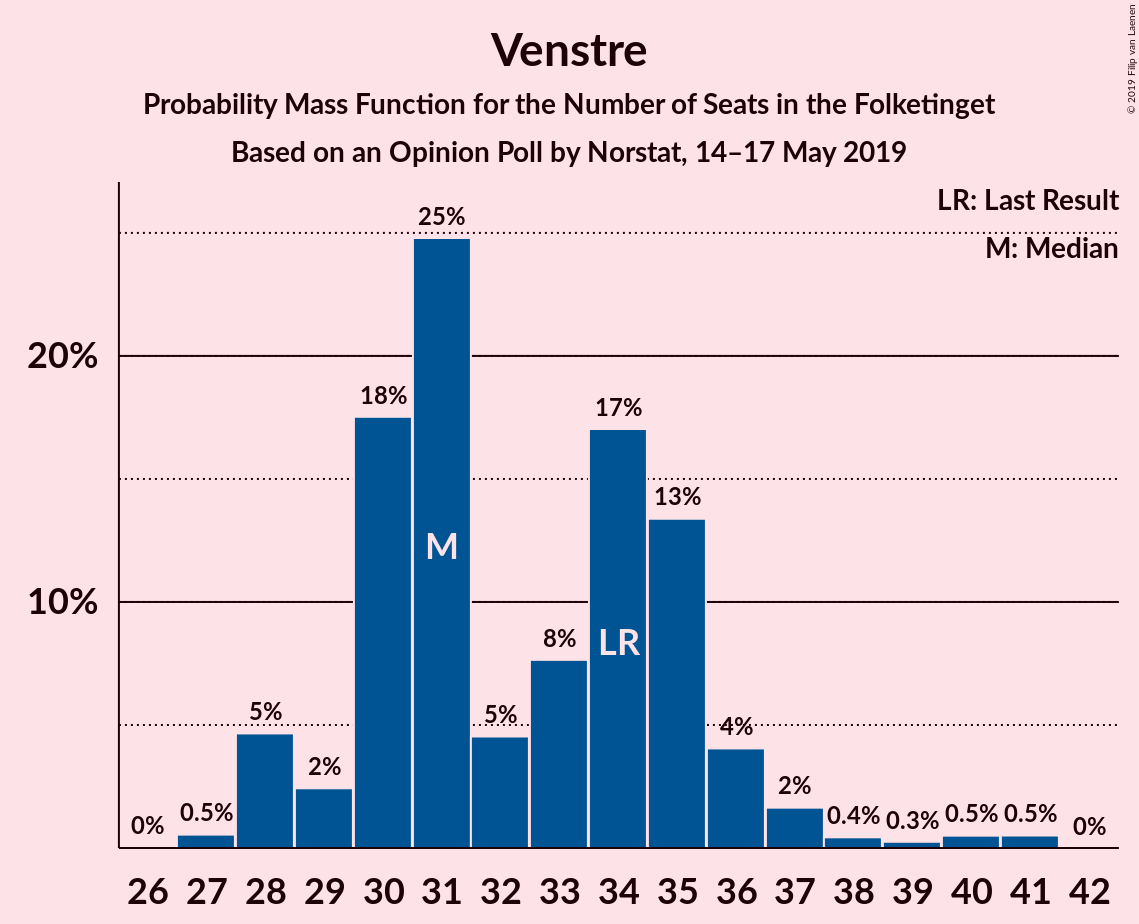 Venstre
Probability Mass Function for the Number of Seats in the Folketinget
Based on an Opinion Poll by Norstat, 14–17 May 2019
© 2019 Filip van Laenen
LR: Last Result
M: Median
20%
10%
0%
0.5%
5%
2%
18%
25%
5%
8%
17%
13%
4%
2%
0.4%
0.3%
0.5%
0.5%
0%
M
LR
26 27 28 29 30 31 32 33 34 35 36 37 38 39 40 41 42